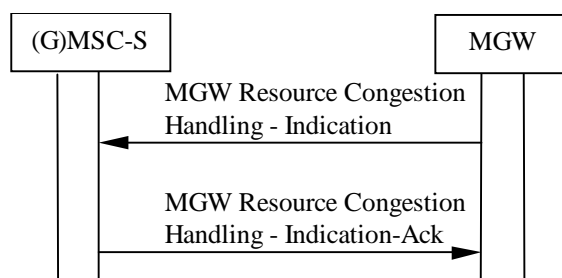 (G)MSC-S
MGW
MGW Resource Congestion
Handling - Indication
MGW Resource Congestion
Handling - Indication-Ack